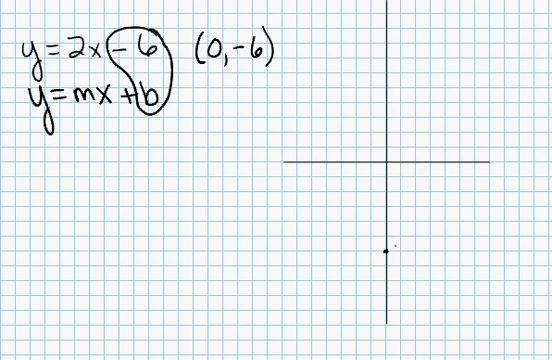 y = 2x - 6 (0, -6)
y = mx + b